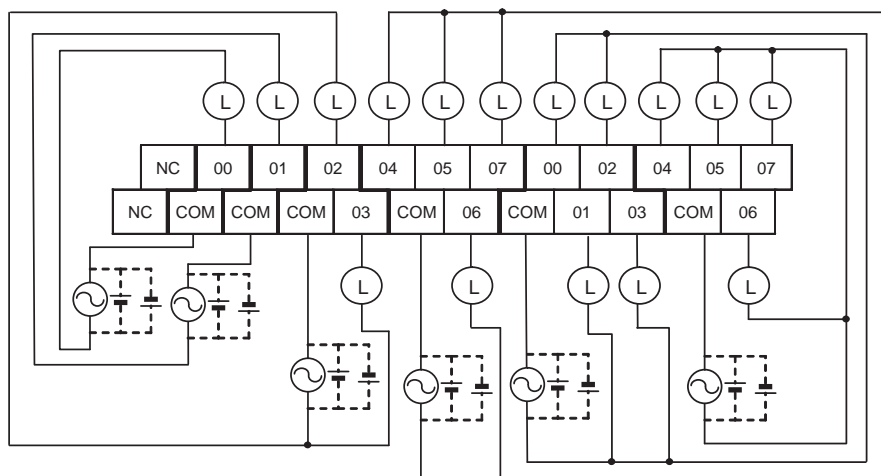 L L L L L L L L L L L
NC 00 01 02 04 05 07 00 02 04 05 07
NC COM COM COM 03 COM 06 COM 01 03 COM 06
L L L L L